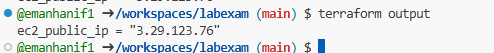 @emanhanif1 ➜/workspaces/labexam (main) $ terraform output
ec2_public_ip = "3.29.123.76"
@emanhanif1 ➜/workspaces/labexam (main) $